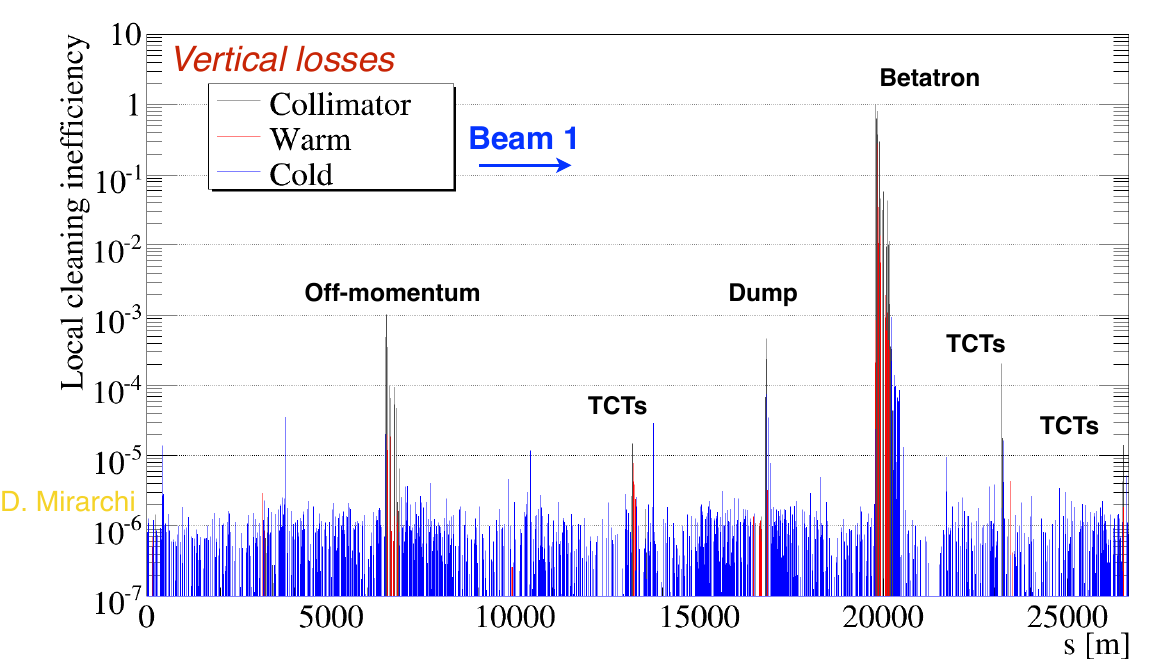 Local cleaning inefficiency
10
1
10-1
10-2
10-3
10-4
10-5
10-6
10-7
Vertical losses
Collimator
Warm
Cold
Beam 1
Betatron
Off-momentum
Dump
TCTs
TCTs
TCTs
D. Mirarchi
0 5000 10000 15000 20000 25000
s [m]